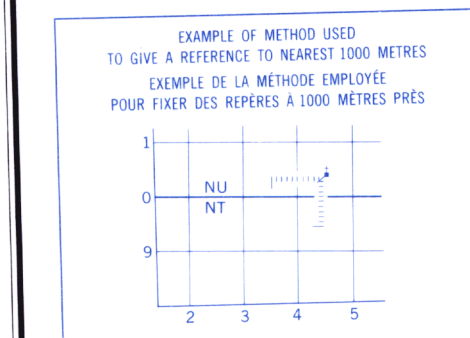 EXAMPLE OF METHOD USED
TO GIVE A REFERENCE TO NEAREST 1000 METRES
EXEMPLE DE LA MÉTHODE EMPLOYÉE
POUR FIXER DES REPÈRES À 1000 MÈTRES PRÈS
1
NU
0
NT
9
2 3 4 5